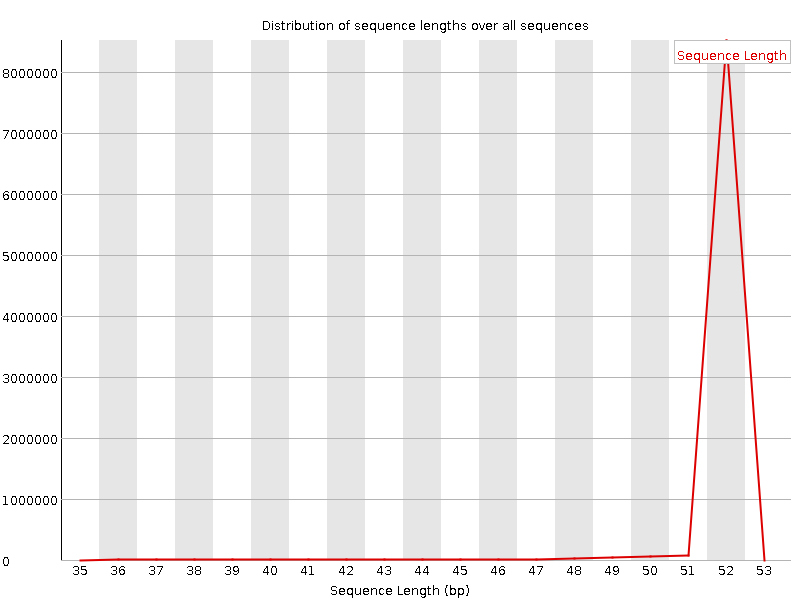 Distribution of sequence lengths over all sequences
Sequence Length
8000000
7000000
6000000
5000000
4000000
3000000
2000000
1000000
0
35 36 37 38 39 40 41 42 43 44 45 46 47 48 49 50 51 52 53
Sequence Length (bp)